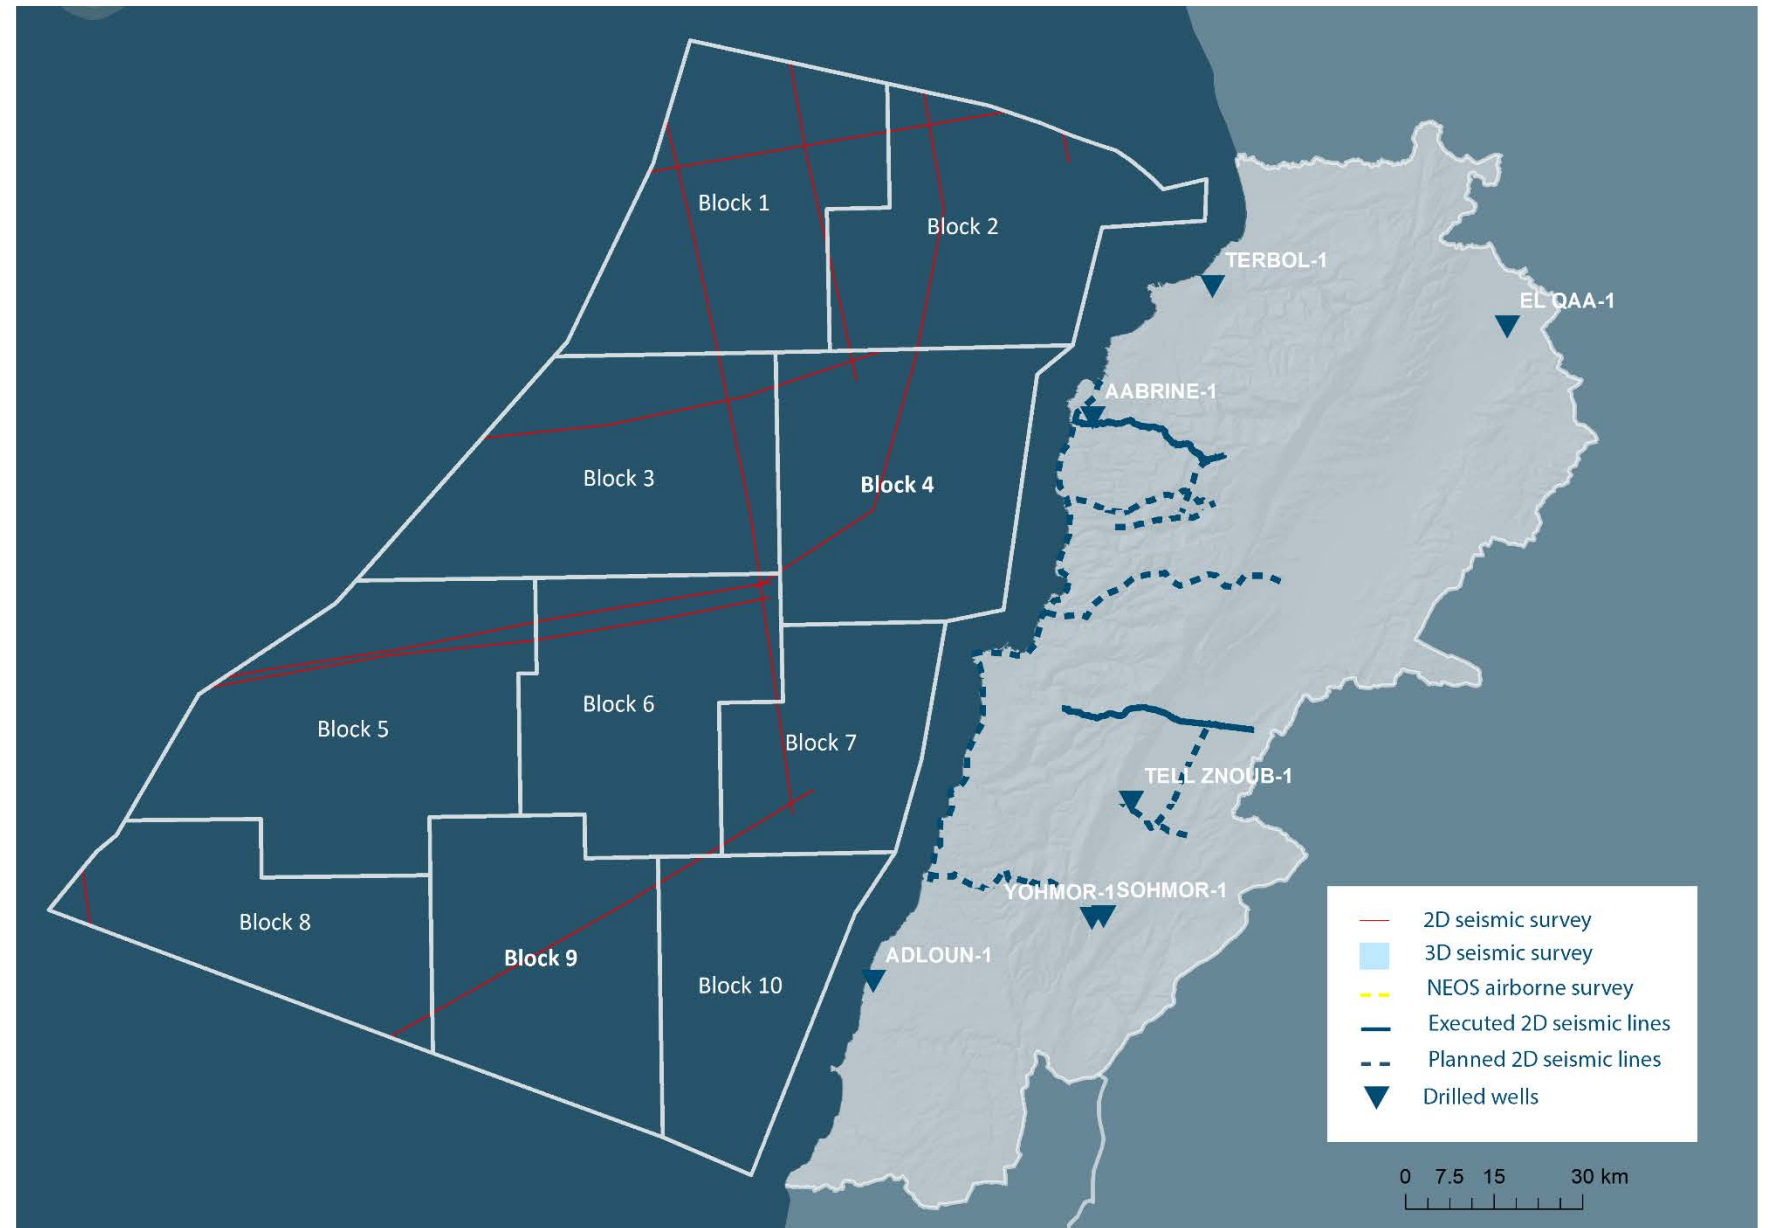 Block 1
Block 2
TERBOL-1
EL QAA-1
AABRINE-1
Block 3
Block 4
Block 5
Block 6
Block 7
TELL ZNOUB-1
Block 8
Block 9
Block 10
YOHMOR-1 SOHMOR-1
ADLOUN-1
2D seismic survey
3D seismic survey
NEOS airborne survey
Executed 2D seismic lines
Planned 2D seismic lines
Drilled wells
0 7.5 15 30 km